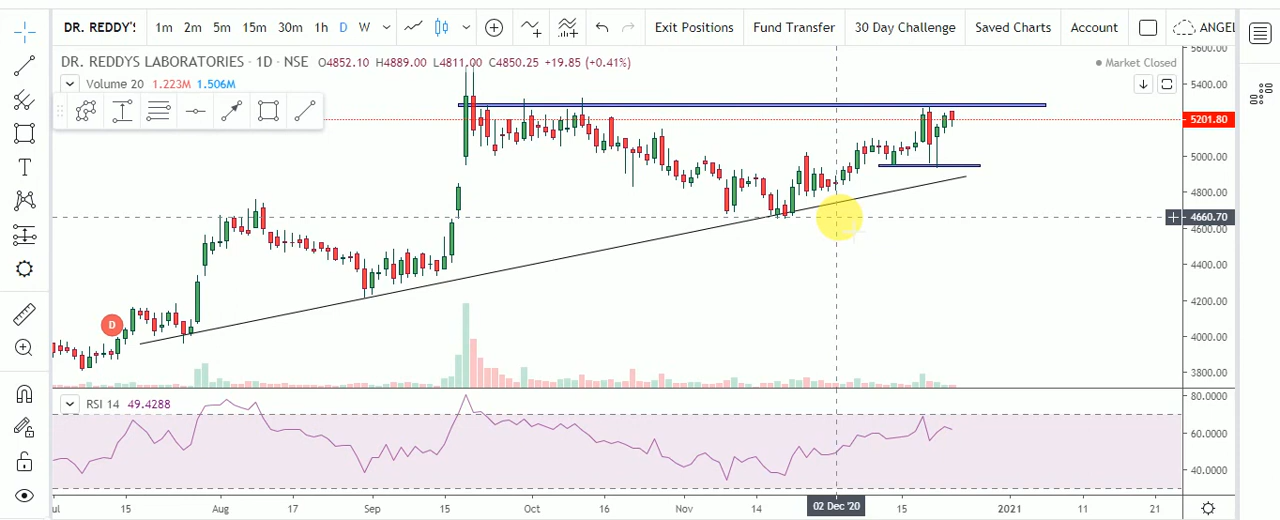 DR. REDDY'S 1m 2m 5m 15m 30m 1h D W Exit Positions Fund Transfer 30 Day Challenge Saved Charts Account ANGEL
DR. REDDYS LABORATORIES · 1D · NSE O4852.10 H4889.00 L4811.00 C4850.25 +19.85 (+0.41%) Market Closed
Volume 20 1.223M 1.506M
T
D
5600.00
5400.00
5201.80
5000.00
4800.00
4660.70
4600.00
4400.00
4200.00
4000.00
3800.00
RSI 14 49.4288
80.0000
60.0000
40.0000
ul 15 Aug 17 Sep 15 Oct 16 Nov 14 02 Dec '20 15 2021 11 21